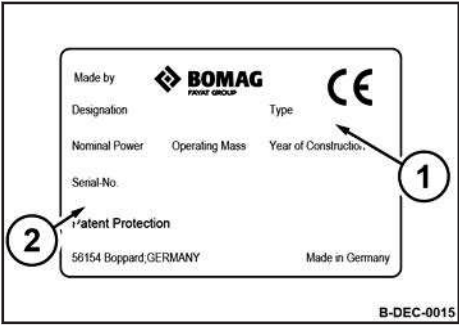 Made by BOMAG CE
FAYAT GROUP
Designation Type
Nominal Power Operating Mass Year of Construction
1
Serial-No.
Patent Protection
2
56154 Boppard;GERMANY Made in Germany
B-DEC-0015